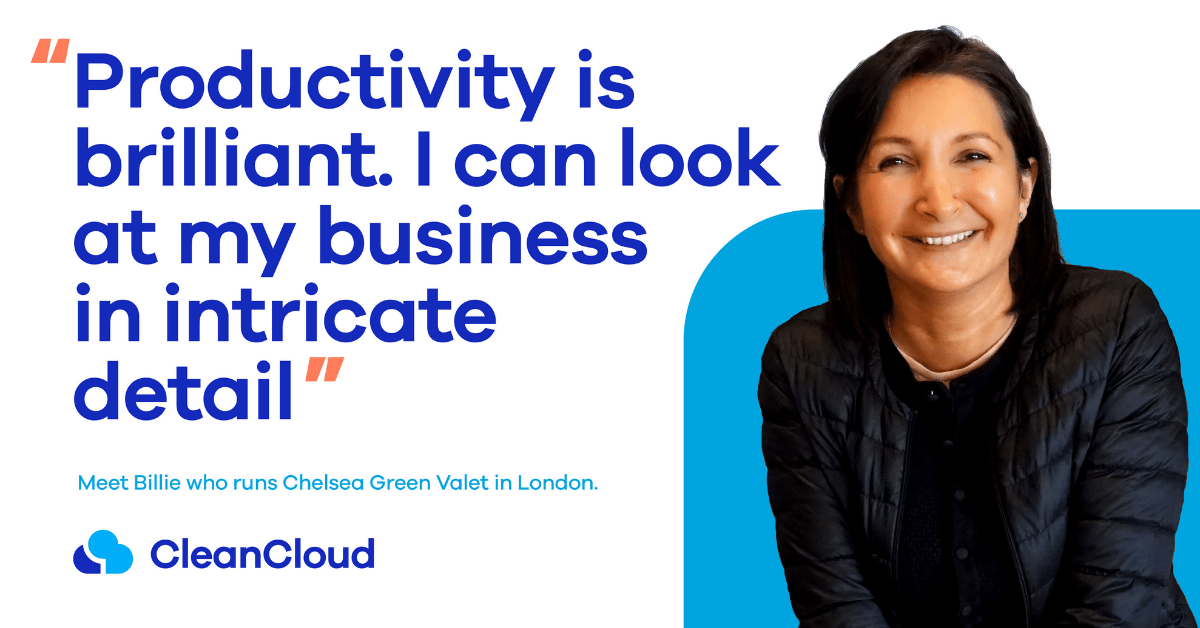 "Productivity is
brilliant. I can look
at my business
in intricate
detail"
Meet Billie who runs Chelsea Green Valet in London.
CleanCloud